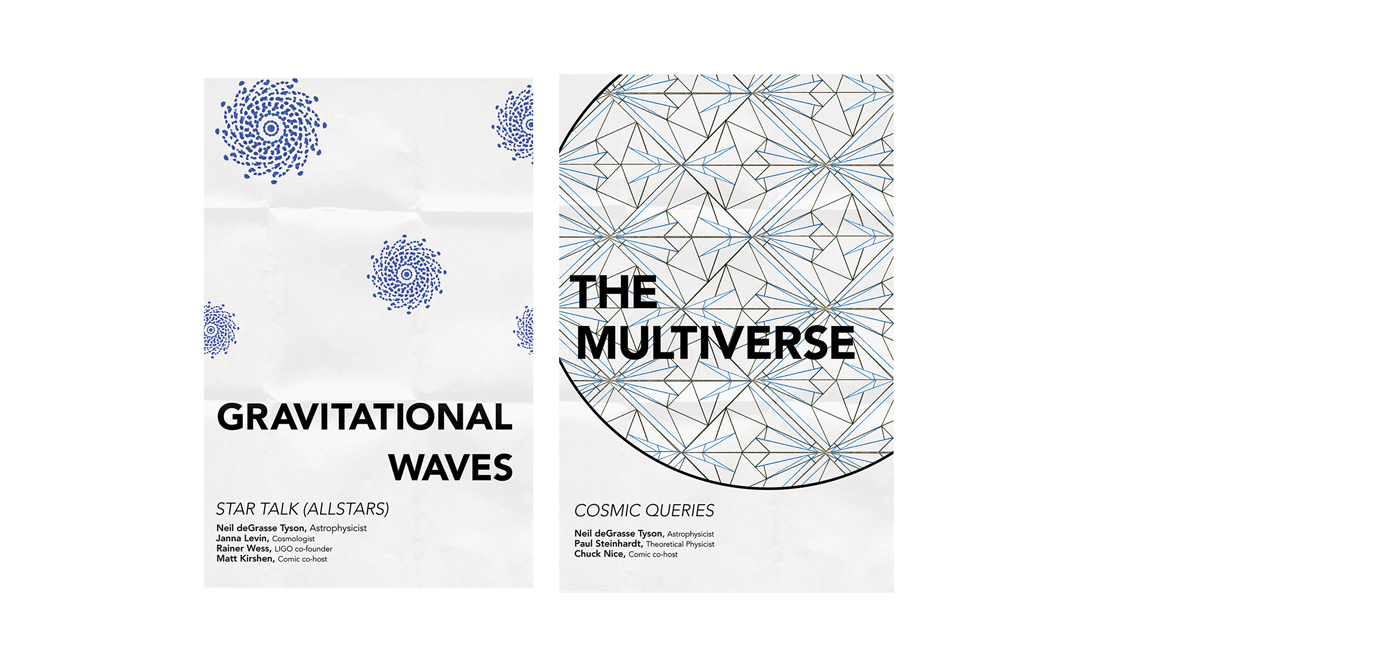 GRAVITATIONAL
WAVES
STAR TALK (ALLSTARS)
Neil deGrasse Tyson, Astrophysicist
Janna Levin, Cosmologist
Rainer Wess, LIGO co-founder
Matt Kirshen, Comic co-host
THE
MULTIVERSE
COSMIC QUERIES
Neil deGrasse Tyson, Astrophysicist
Paul Steinhardt, Theoretical Physicist
Chuck Nice, Comic co-host